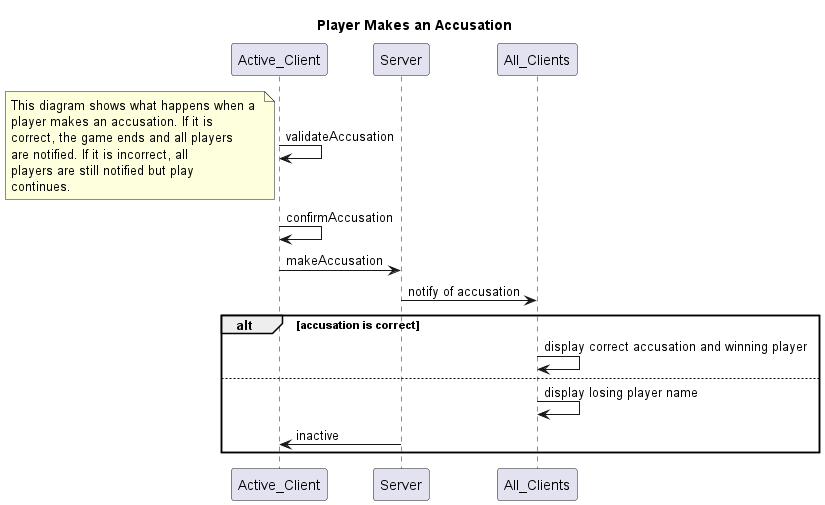 Player Makes an Accusation
Active_Client
Server
All_Clients
This diagram shows what happens when a
player makes an accusation. If it is
correct, the game ends and all players
are notified. If it is incorrect, all
players are still notified but play
continues.
validateAccusation
confirmAccusation
makeAccusation
notify of accusation
alt
[accusation is correct]
display correct accusation and winning player
display losing player name
inactive
Active_Client
Server
All_Clients